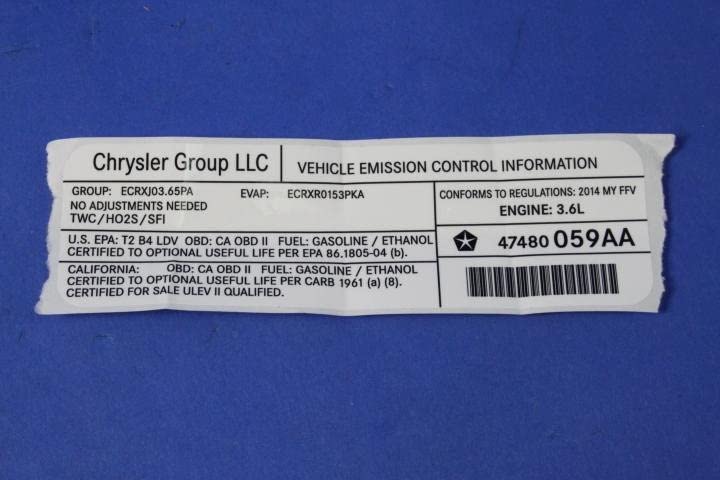 Chrysler Group LLC
VEHICLE EMISSION CONTROL INFORMATION
GROUP: ECRXJ03.65PA EVAP: ECRXR0153PKA
NO ADJUSTMENTS NEEDED
TWC/HO2S/SFI
CONFORMS TO REGULATIONS: 2014 MY FFV
ENGINE: 3.6L
U.S. EPA: T2 B4 LDV OBD: CA OBD II FUEL: GASOLINE / ETHANOL
CERTIFIED TO OPTIONAL USEFUL LIFE PER EPA 86.1805-04 (b).
47480 059AA
CALIFORNIA: OBD: CA OBD II FUEL: GASOLINE / ETHANOL
CERTIFIED TO OPTIONAL USEFUL LIFE PER CARB 1961 (a) (8).
CERTIFIED FOR SALE ULEV II QUALIFIED.